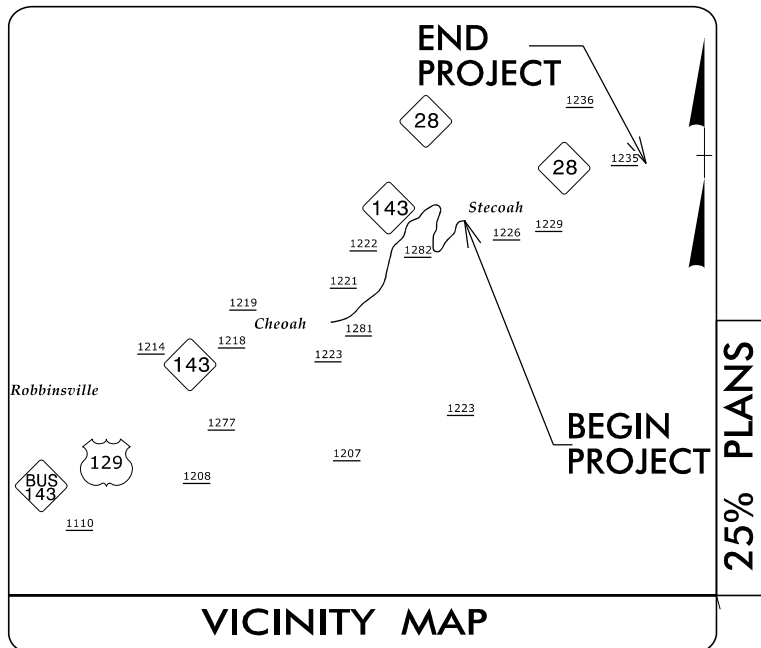 END
PROJECT
1236
28
1235
28
143
Stecoah
1229
1226
1222
1282
1221
1219
Cheoah
1281
1218
1214
1223
143
Robbinsville
1223
BEGIN
PROJECT
1277
1207
129
1208
BUS
143
1110
25% PLANS
VICINITY MAP